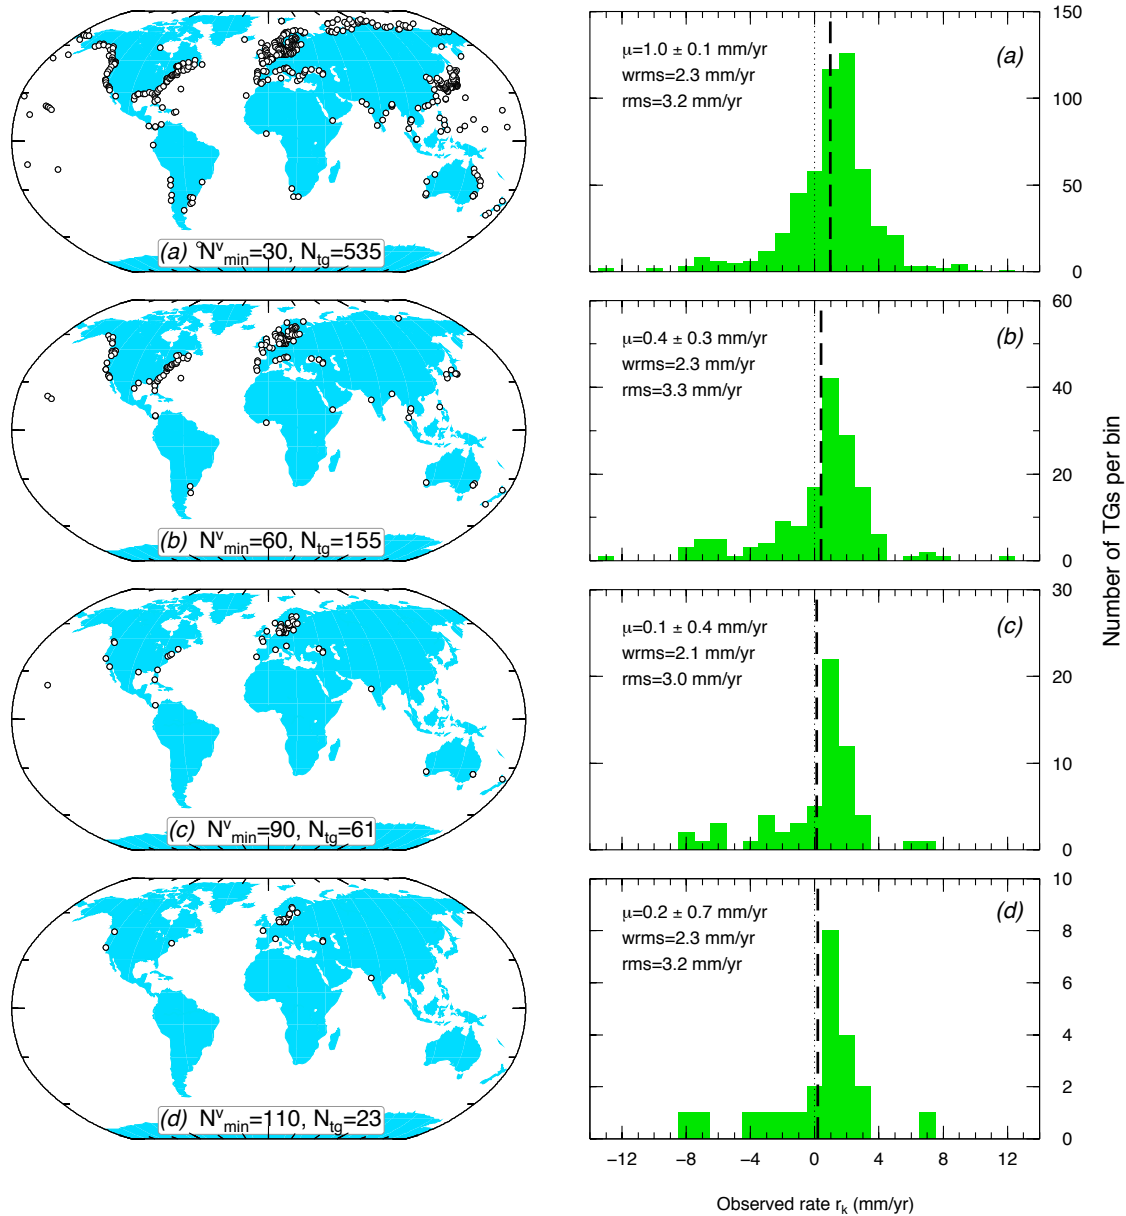 (a) N^v_min=30, N_tg=535
μ=1.0 ± 0.1 mm/yr
wrms=2.3 mm/yr
rms=3.2 mm/yr
(a)
150
100
50
0
(b) N^v_min=60, N_tg=155
μ=0.4 ± 0.3 mm/yr
wrms=2.3 mm/yr
rms=3.3 mm/yr
(b)
60
40
20
0
Number of TGs per bin
(c) N^v_min=90, N_tg=61
μ=0.1 ± 0.4 mm/yr
wrms=2.1 mm/yr
rms=3.0 mm/yr
(c)
30
20
10
0
(d) N^v_min=110, N_tg=23
μ=0.2 ± 0.7 mm/yr
wrms=2.3 mm/yr
rms=3.2 mm/yr
(d)
10
8
6
4
2
0
−12 −8 −4 0 4 8 12
Observed rate r_k (mm/yr)